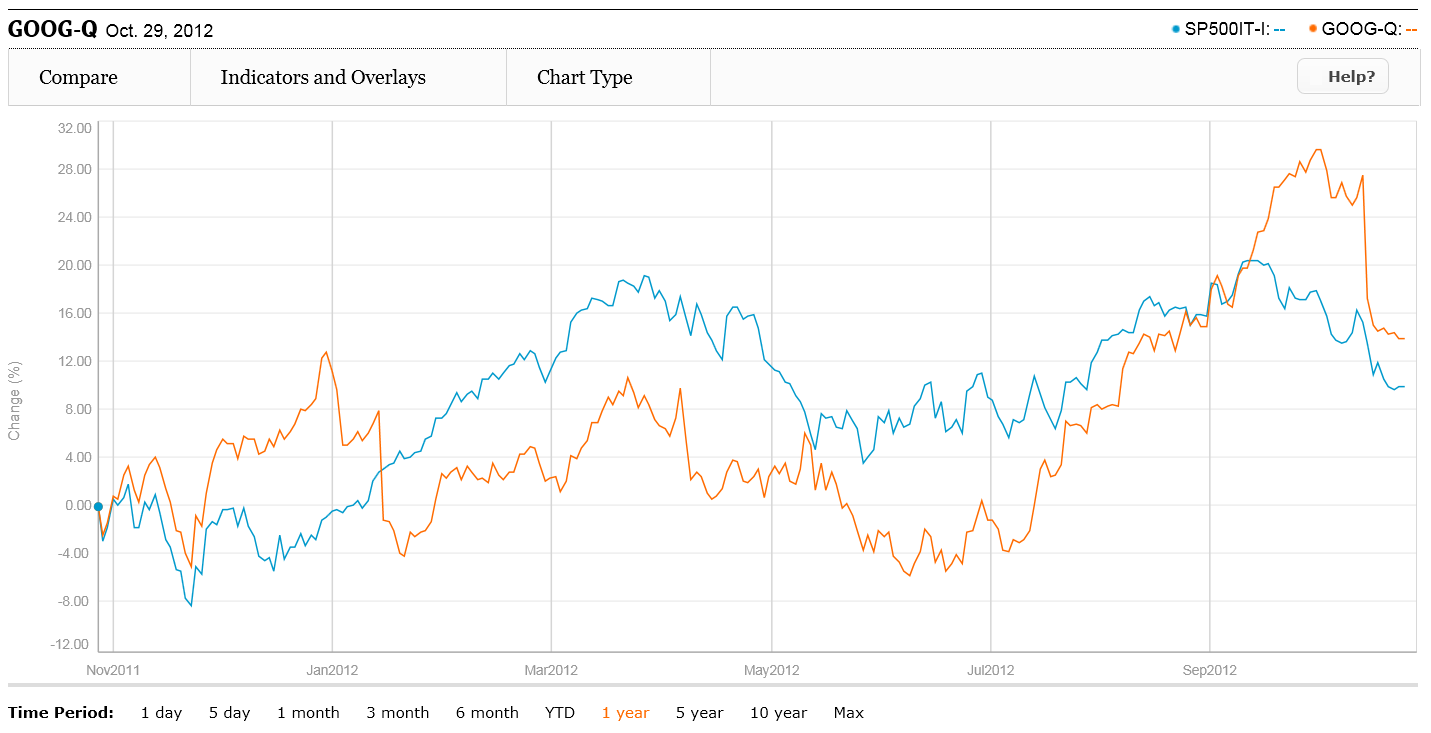 GOOG-Q Oct. 29, 2012 SP500IT-I: -- GOOG-Q: --
Compare Indicators and Overlays Chart Type Help?
32.00
28.00
24.00
20.00
16.00
12.00
8.00
4.00
0.00
-4.00
-8.00
-12.00
Change (%)
Nov2011 Jan2012 Mar2012 May2012 Jul2012 Sep2012
Time Period: 1 day 5 day 1 month 3 month 6 month YTD 1 year 5 year 10 year Max